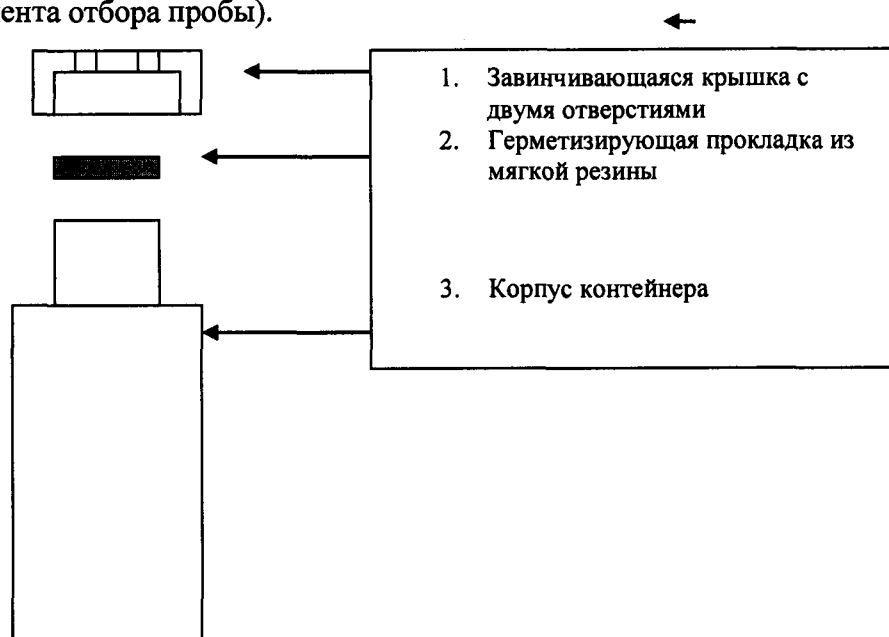 ента отбора пробы).
1. Завинчивающаяся крышка с
двумя отверстиями
2. Герметизирующая прокладка из
мягкой резины
3. Корпус контейнера